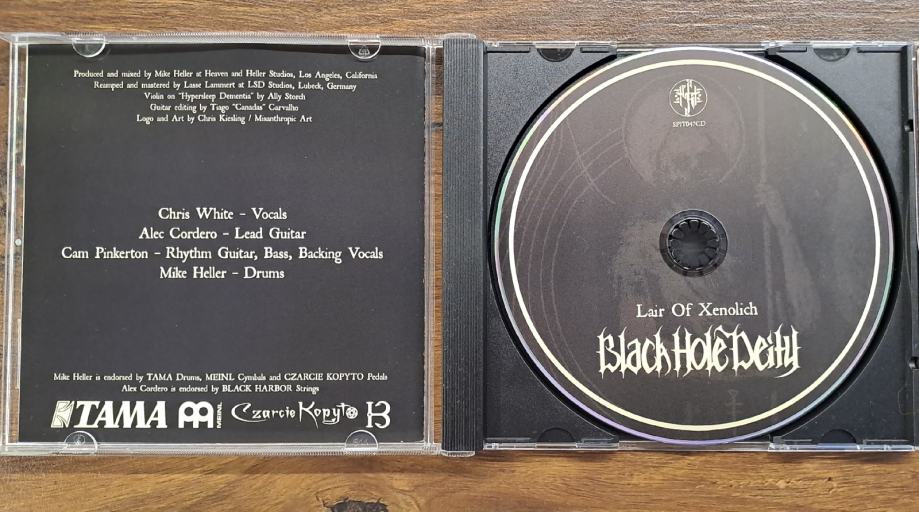 Produced and mixed by Mike Heller at Heaven and Heller Studios, Los Angeles, California
Reamped and mastered by Lasse Lammert at LSD Studios, Lubeck, Germany
Violin on "Hypersleep Dementia" by Ally Storch
Guitar editing by Tiago "Canadas" Carvalho
Logo and Art by Chris Kiesling / Misanthropic Art
Chris White - Vocals
Alec Cordero - Lead Guitar
Cam Pinkerton - Rhythm Guitar, Bass, Backing Vocals
Mike Heller - Drums
Mike Heller is endorsed by TAMA Drums, MEINL Cymbals and CZARCIE KOPYTO Pedals
Alex Cordero is endorsed by BLACK HARBOR Strings
TAMA MEINL Czarcie Kopyto
Lair Of Xenolich
Black Hole Deity